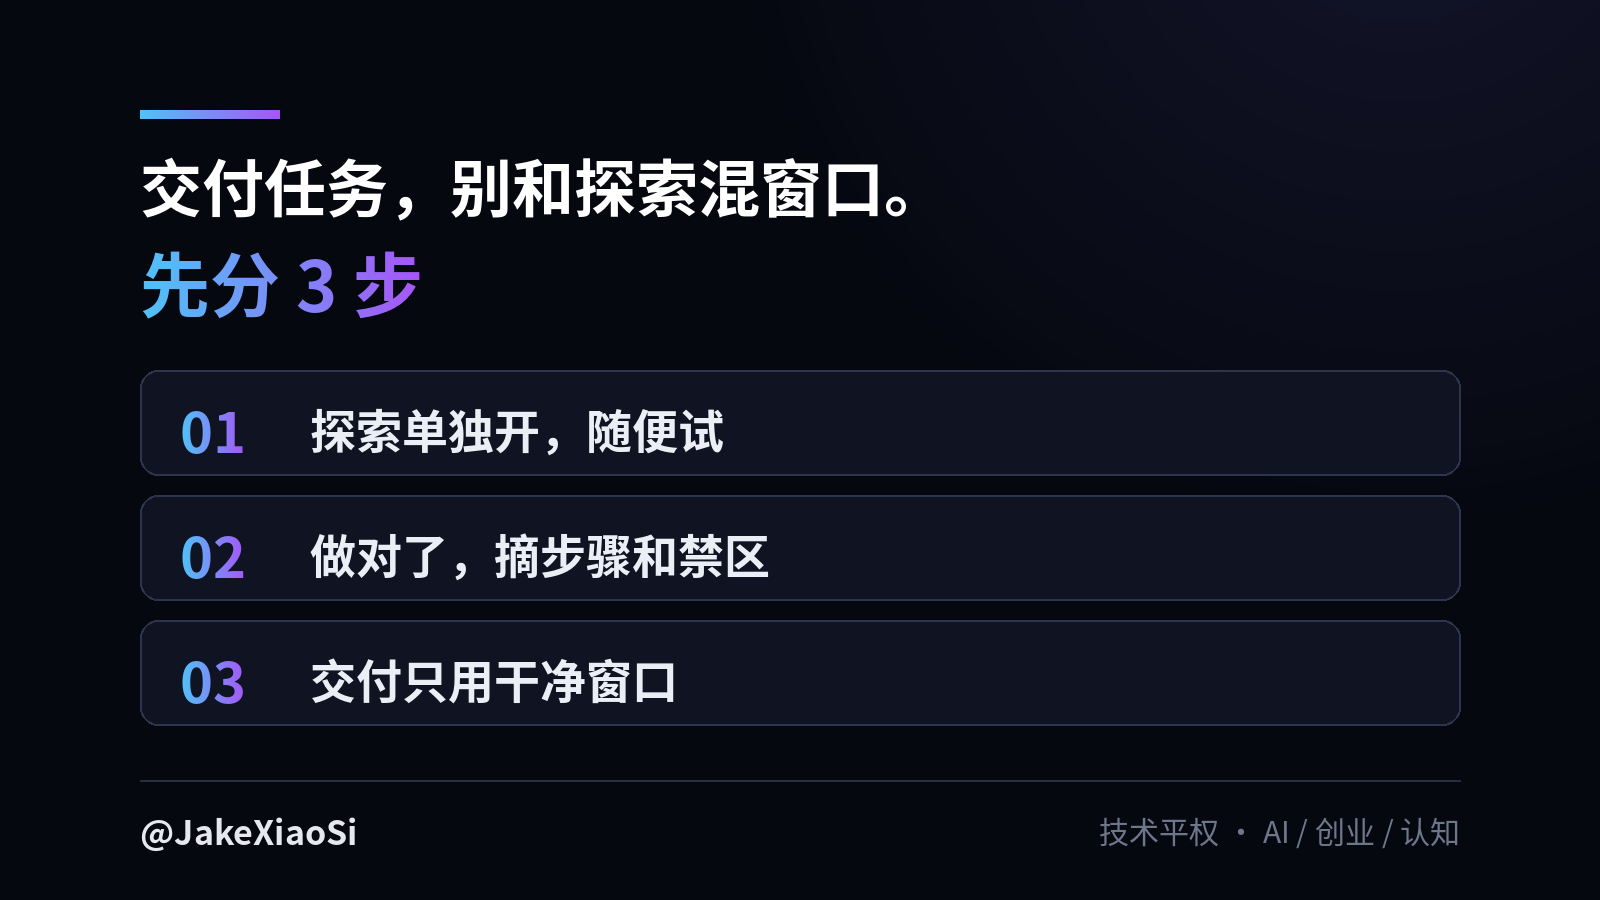 交付任务，别和探索混窗口。
先分 3 步
01 探索单独开，随便试
02 做对了，摘步骤和禁区
03 交付只用干净窗口
@JakeXiaoSi
技术平权 · AI / 创业 / 认知